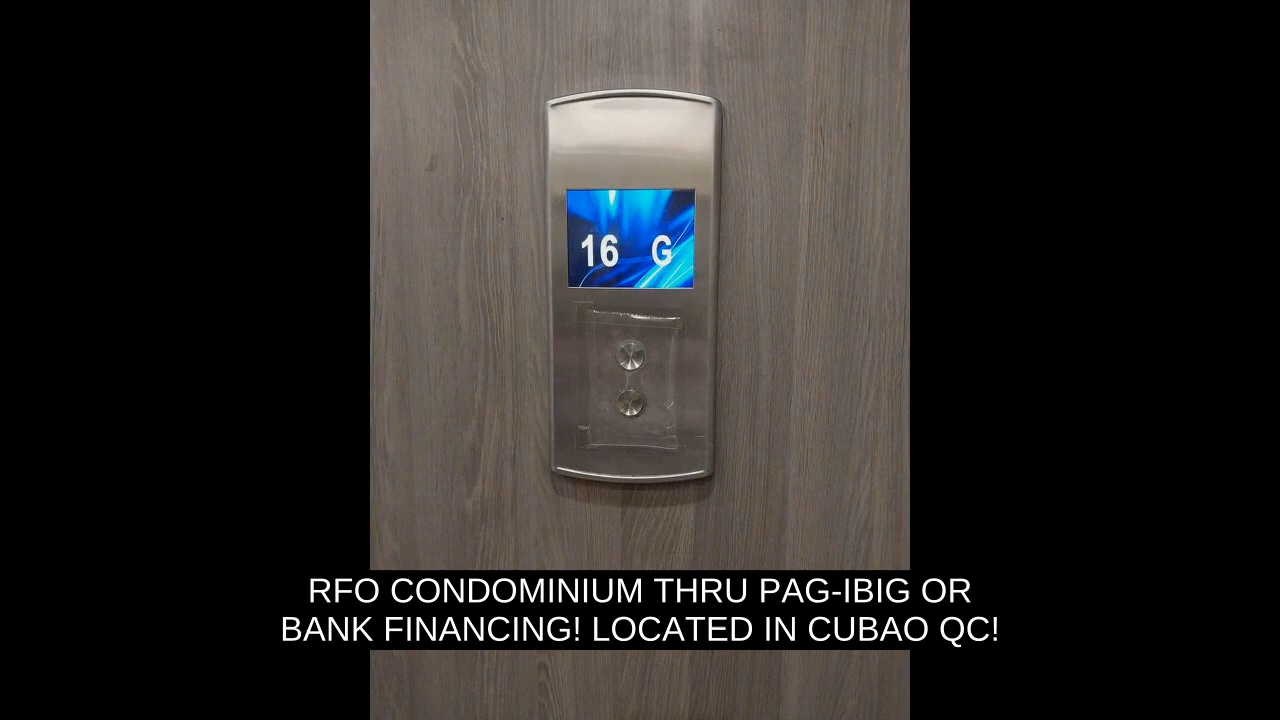 16 G
RFO CONDOMINIUM THRU PAG-IBIG OR
BANK FINANCING! LOCATED IN CUBAO QC!